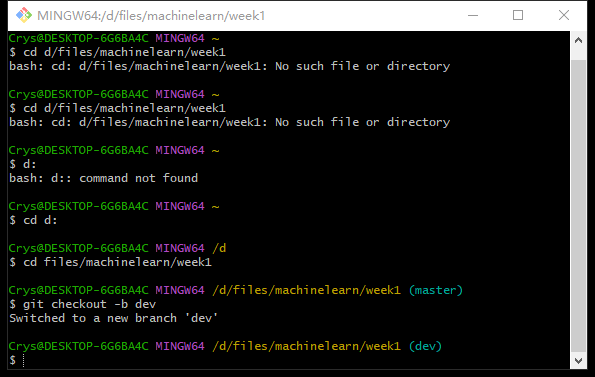 MINGW64:/d/files/machinelearn/week1
Crys@DESKTOP-6G6BA4C MINGW64 ~
$ cd d/files/machinelearn/week1
bash: cd: d/files/machinelearn/week1: No such file or directory
Crys@DESKTOP-6G6BA4C MINGW64 ~
$ cd d/files/machinelearn/week1
bash: cd: d/files/machinelearn/week1: No such file or directory
Crys@DESKTOP-6G6BA4C MINGW64 ~
$ d:
bash: d:: command not found
Crys@DESKTOP-6G6BA4C MINGW64 ~
$ cd d:
Crys@DESKTOP-6G6BA4C MINGW64 /d
$ cd files/machinelearn/week1
Crys@DESKTOP-6G6BA4C MINGW64 /d/files/machinelearn/week1 (master)
$ git checkout -b dev
Switched to a new branch 'dev'
Crys@DESKTOP-6G6BA4C MINGW64 /d/files/machinelearn/week1 (dev)
$